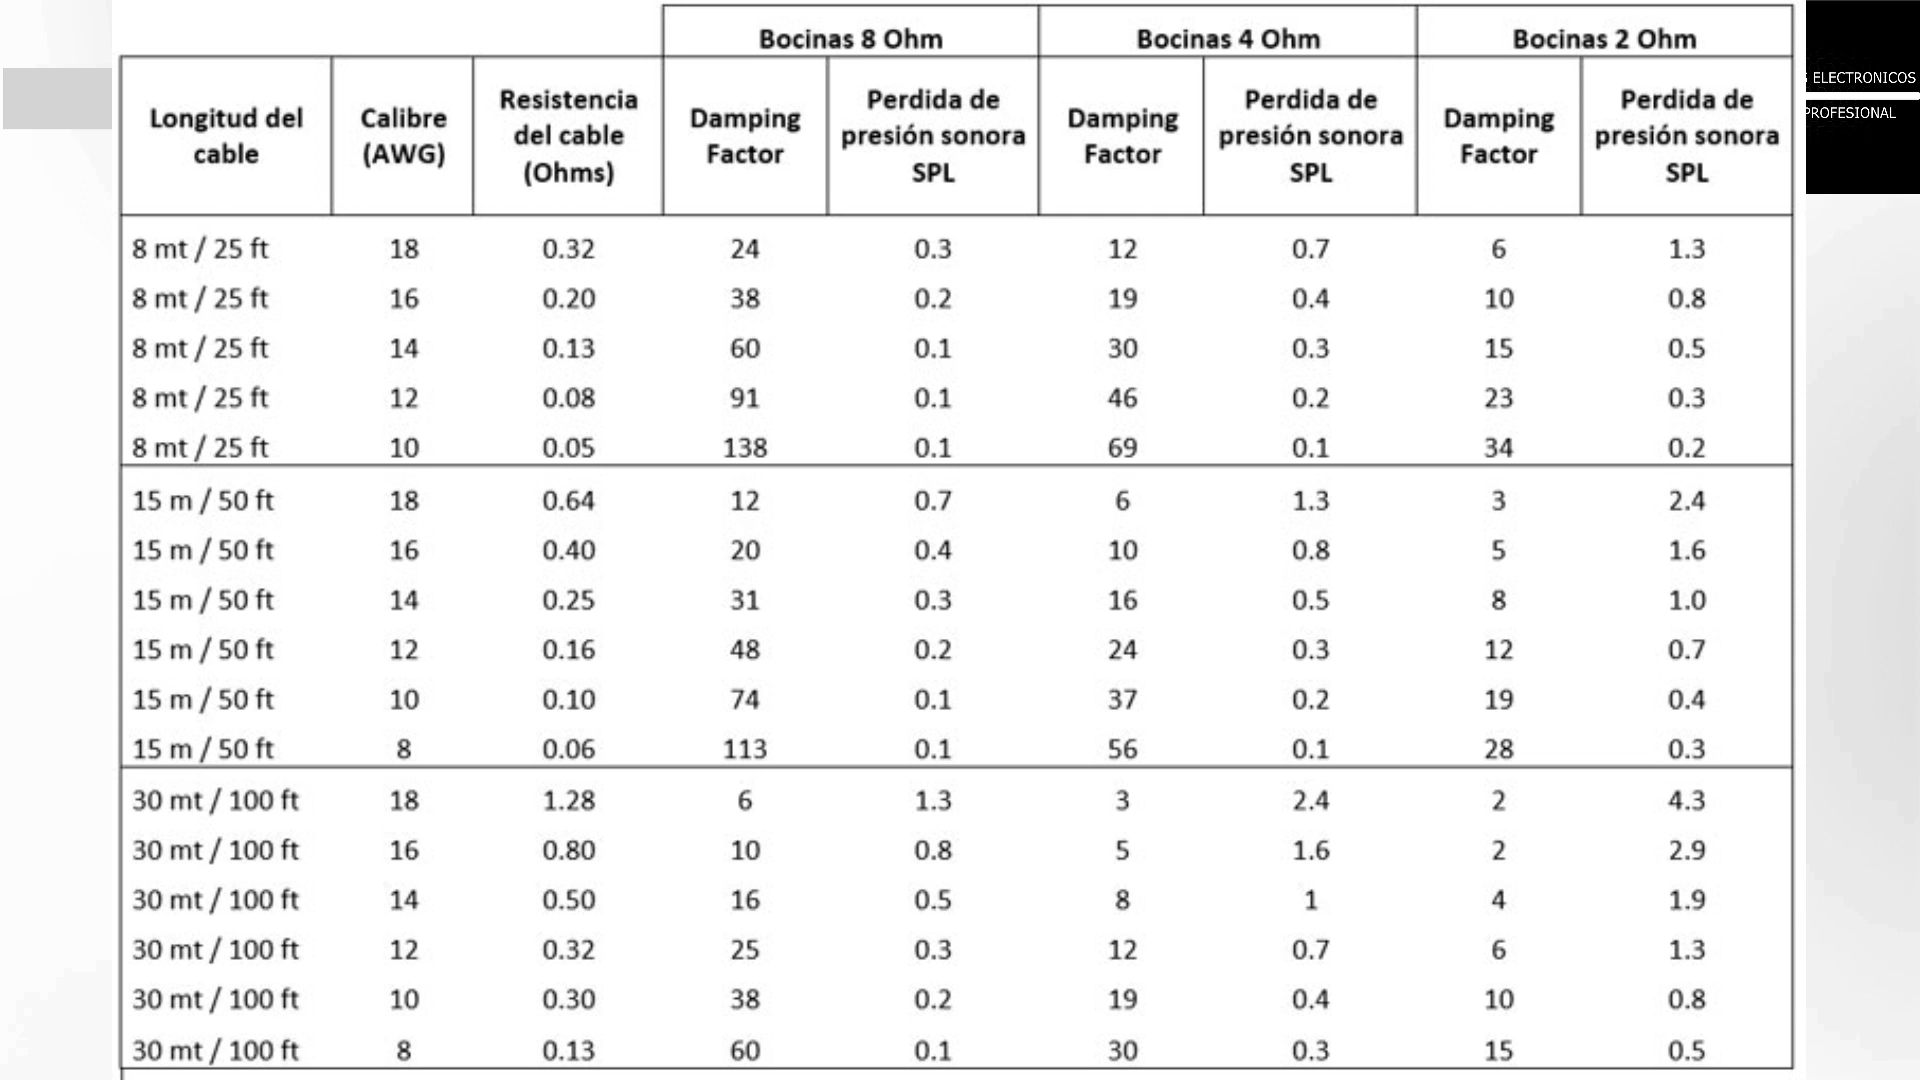 Bocinas 8 Ohm Bocinas 4 Ohm Bocinas 2 Ohm
Longitud del cable Calibre (AWG) Resistencia del cable (Ohms) Damping Factor Perdida de presión sonora SPL Damping Factor Perdida de presión sonora SPL Damping Factor Perdida de presión sonora SPL
8 mt / 25 ft 18 0.32 24 0.3 12 0.7 6 1.3
8 mt / 25 ft 16 0.20 38 0.2 19 0.4 10 0.8
8 mt / 25 ft 14 0.13 60 0.1 30 0.3 15 0.5
8 mt / 25 ft 12 0.08 91 0.1 46 0.2 23 0.3
8 mt / 25 ft 10 0.05 138 0.1 69 0.1 34 0.2
15 m / 50 ft 18 0.64 12 0.7 6 1.3 3 2.4
15 m / 50 ft 16 0.40 20 0.4 10 0.8 5 1.6
15 m / 50 ft 14 0.25 31 0.3 16 0.5 8 1.0
15 m / 50 ft 12 0.16 48 0.2 24 0.3 12 0.7
15 m / 50 ft 10 0.10 74 0.1 37 0.2 19 0.4
15 m / 50 ft 8 0.06 113 0.1 56 0.1 28 0.3
30 mt / 100 ft 18 1.28 6 1.3 3 2.4 2 4.3
30 mt / 100 ft 16 0.80 10 0.8 5 1.6 2 2.9
30 mt / 100 ft 14 0.50 16 0.5 8 1 4 1.9
30 mt / 100 ft 12 0.32 25 0.3 12 0.7 6 1.3
30 mt / 100 ft 10 0.30 38 0.2 19 0.4 10 0.8
30 mt / 100 ft 8 0.13 60 0.1 30 0.3 15 0.5
ELECTRONICOS
PROFESIONAL